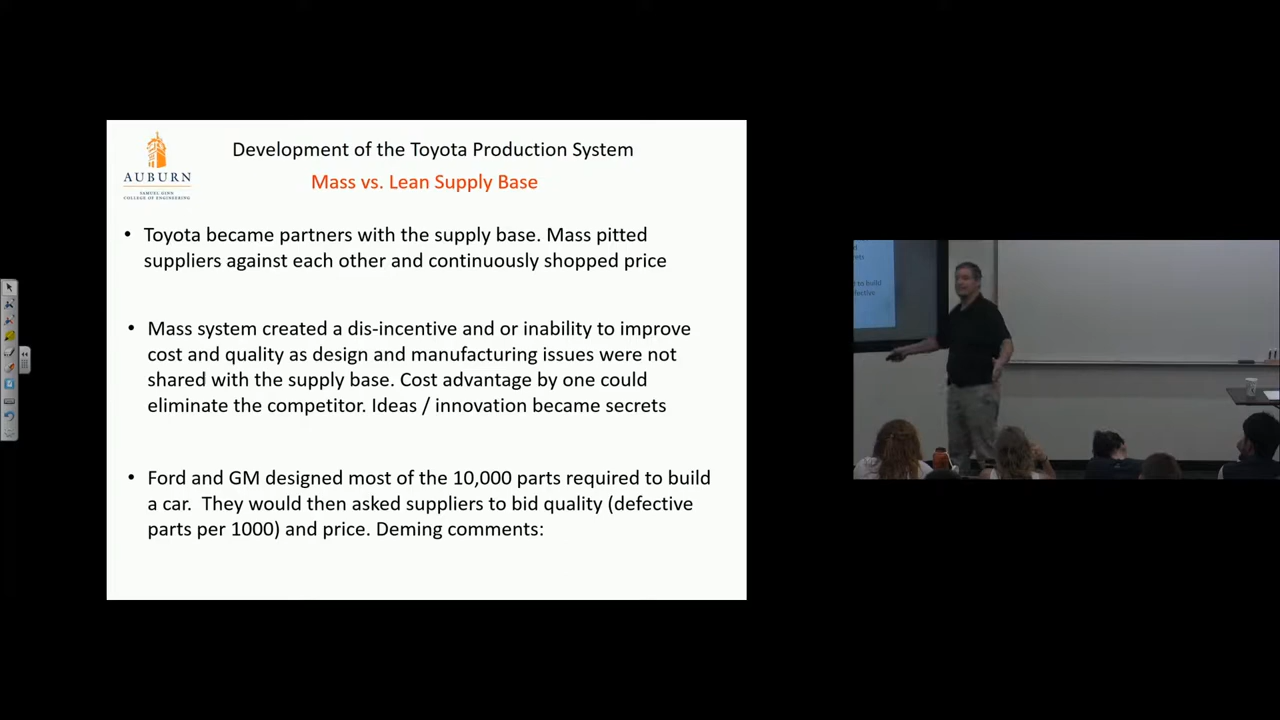 Development of the Toyota Production System
Mass vs. Lean Supply Base
AUBURN
SAMUEL GINN
COLLEGE OF ENGINEERING
• Toyota became partners with the supply base. Mass pitted
suppliers against each other and continuously shopped price
• Mass system created a dis-incentive and or inability to improve
cost and quality as design and manufacturing issues were not
shared with the supply base. Cost advantage by one could
eliminate the competitor. Ideas / innovation became secrets
• Ford and GM designed most of the 10,000 parts required to build
a car. They would then asked suppliers to bid quality (defective
parts per 1000) and price. Deming comments:
to build